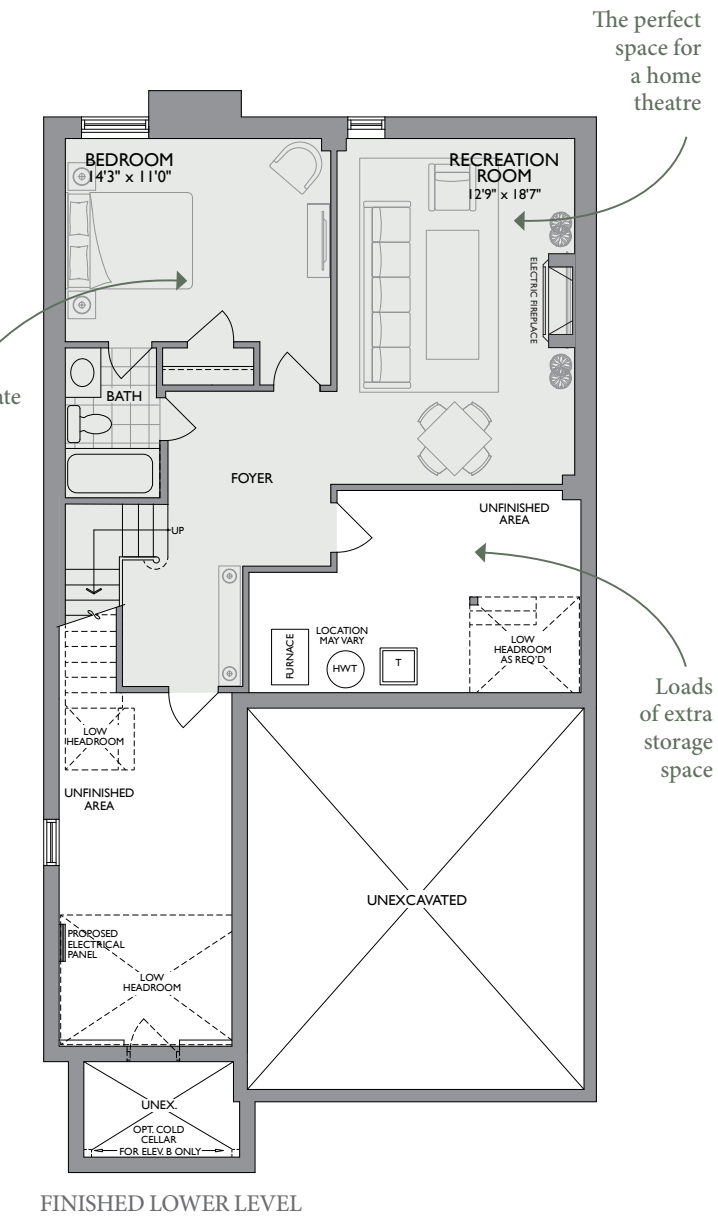 The perfect
space for
a home
theatre
BEDROOM
14'3" x 11'0"
RECREATION
ROOM
12'9" x 18'7"
ELECTRIC FIREPLACE
BATH
FOYER
UP
UNFINISHED
AREA
FURNACE
LOCATION
MAY VARY
HWT
T
LOW
HEADROOM
AS REQ'D
Loads
of extra
storage
space
LOW
HEADROOM
UNFINISHED
AREA
UNEXCAVATED
PROPOSED
ELECTRICAL
PANEL
LOW
HEADROOM
UNEX.
OPT. COLD
CELLAR
FOR ELEV. B ONLY
FINISHED LOWER LEVEL